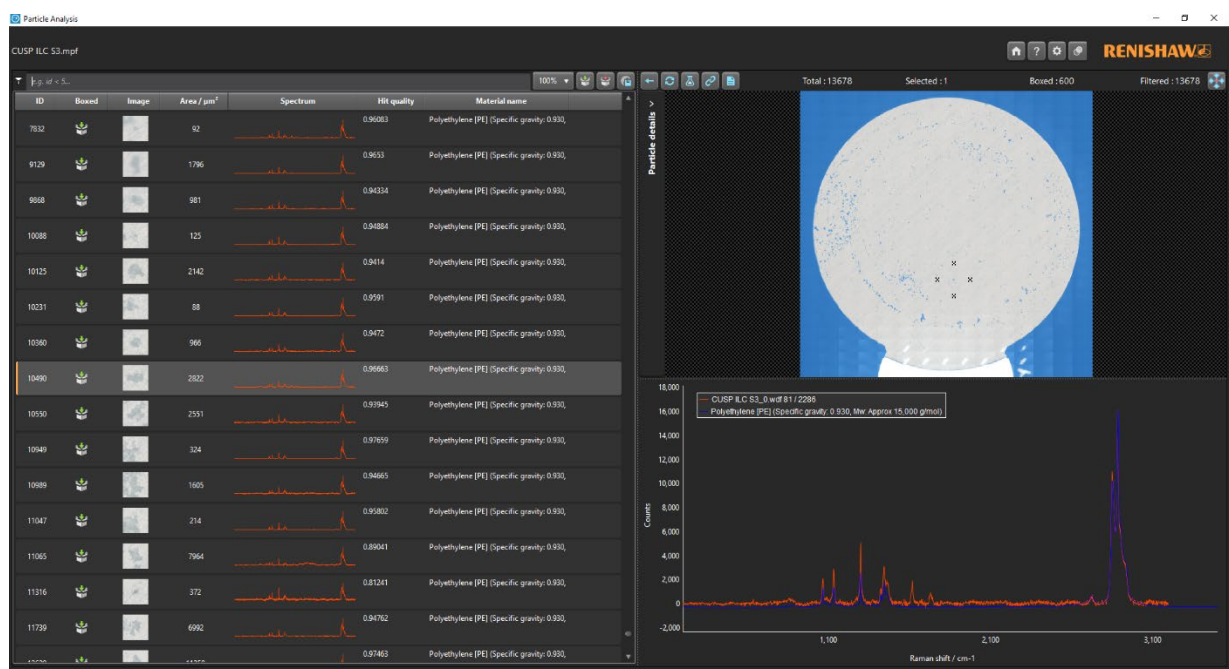 Particle Analysis
CUSP ILC S3.mpf
RENISHAW
e.g. id < 5...
100%
Total : 13678 Selected : 1 Boxed : 600 Filtered : 13678
ID Boxed Image Area / µm² Spectrum Hit quality Material name
7832 92 0.96083 Polyethylene [PE] (Specific gravity: 0.930,
9129 1796 0.9653 Polyethylene [PE] (Specific gravity: 0.930,
9868 981 0.94334 Polyethylene [PE] (Specific gravity: 0.930,
10088 125 0.94884 Polyethylene [PE] (Specific gravity: 0.930,
10125 2142 0.9414 Polyethylene [PE] (Specific gravity: 0.930,
10231 88 0.9591 Polyethylene [PE] (Specific gravity: 0.930,
10360 966 0.9472 Polyethylene [PE] (Specific gravity: 0.930,
10490 2822 0.96663 Polyethylene [PE] (Specific gravity: 0.930,
10550 2551 0.93945 Polyethylene [PE] (Specific gravity: 0.930,
10949 324 0.97659 Polyethylene [PE] (Specific gravity: 0.930,
10989 1605 0.94665 Polyethylene [PE] (Specific gravity: 0.930,
11047 214 0.95802 Polyethylene [PE] (Specific gravity: 0.930,
11065 7964 0.89041 Polyethylene [PE] (Specific gravity: 0.930,
11316 372 0.81241 Polyethylene [PE] (Specific gravity: 0.930,
11739 6992 0.94762 Polyethylene [PE] (Specific gravity: 0.930,
0.97463 Polyethylene [PE] (Specific gravity: 0.930,
Particle details >
CUSP ILC S3_0.wdf 81 / 2286
Polyethylene [PE] (Specific gravity: 0.930, Mw Approx 15,000 g/mol)
18,000
16,000
14,000
12,000
10,000
8,000
6,000
4,000
2,000
0
-2,000
Counts
1,100 2,100 3,100
Raman shift / cm-1